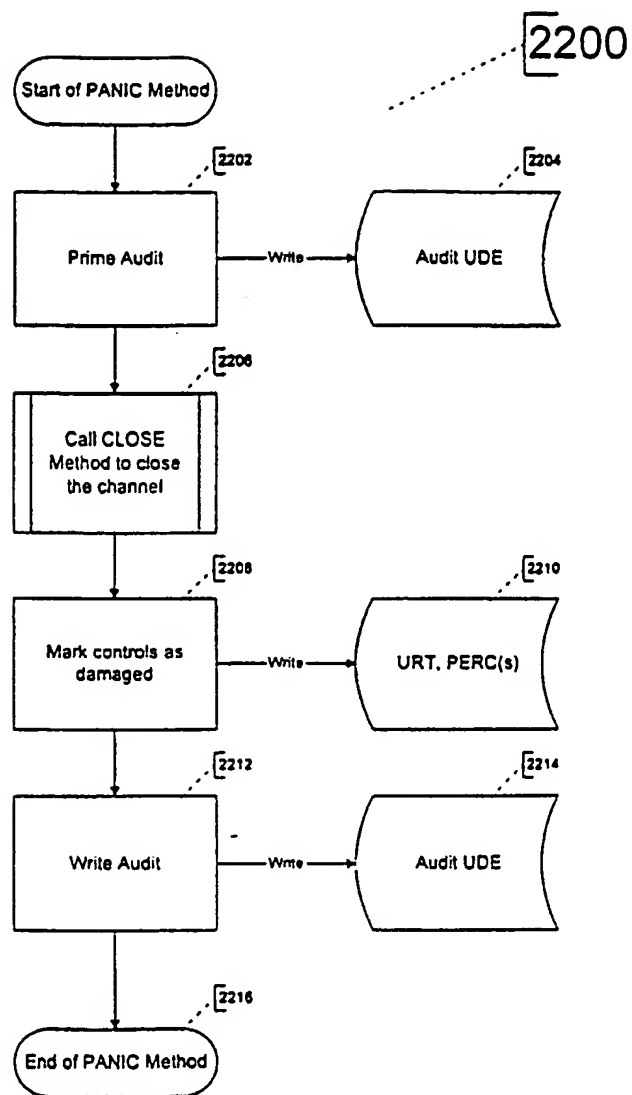 2200
Start of PANIC Method
2202
2204
Prime Audit
Write
Audit UDE
2206
Call CLOSE
Method to close
the channel
2208
2210
Mark controls as
damaged
Write
URT, PERC(s)
2212
2214
Write Audit
Write
Audit UDE
2216
End of PANIC Method